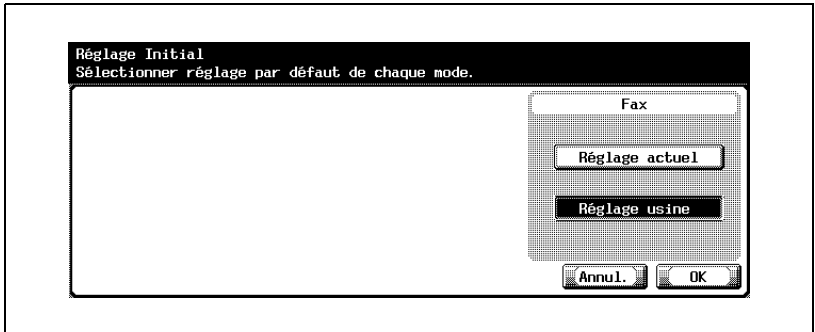 Réglage Initial
Sélectionner réglage par défaut de chaque mode.
Fax
Réglage actuel
Réglage usine
Annul. OK